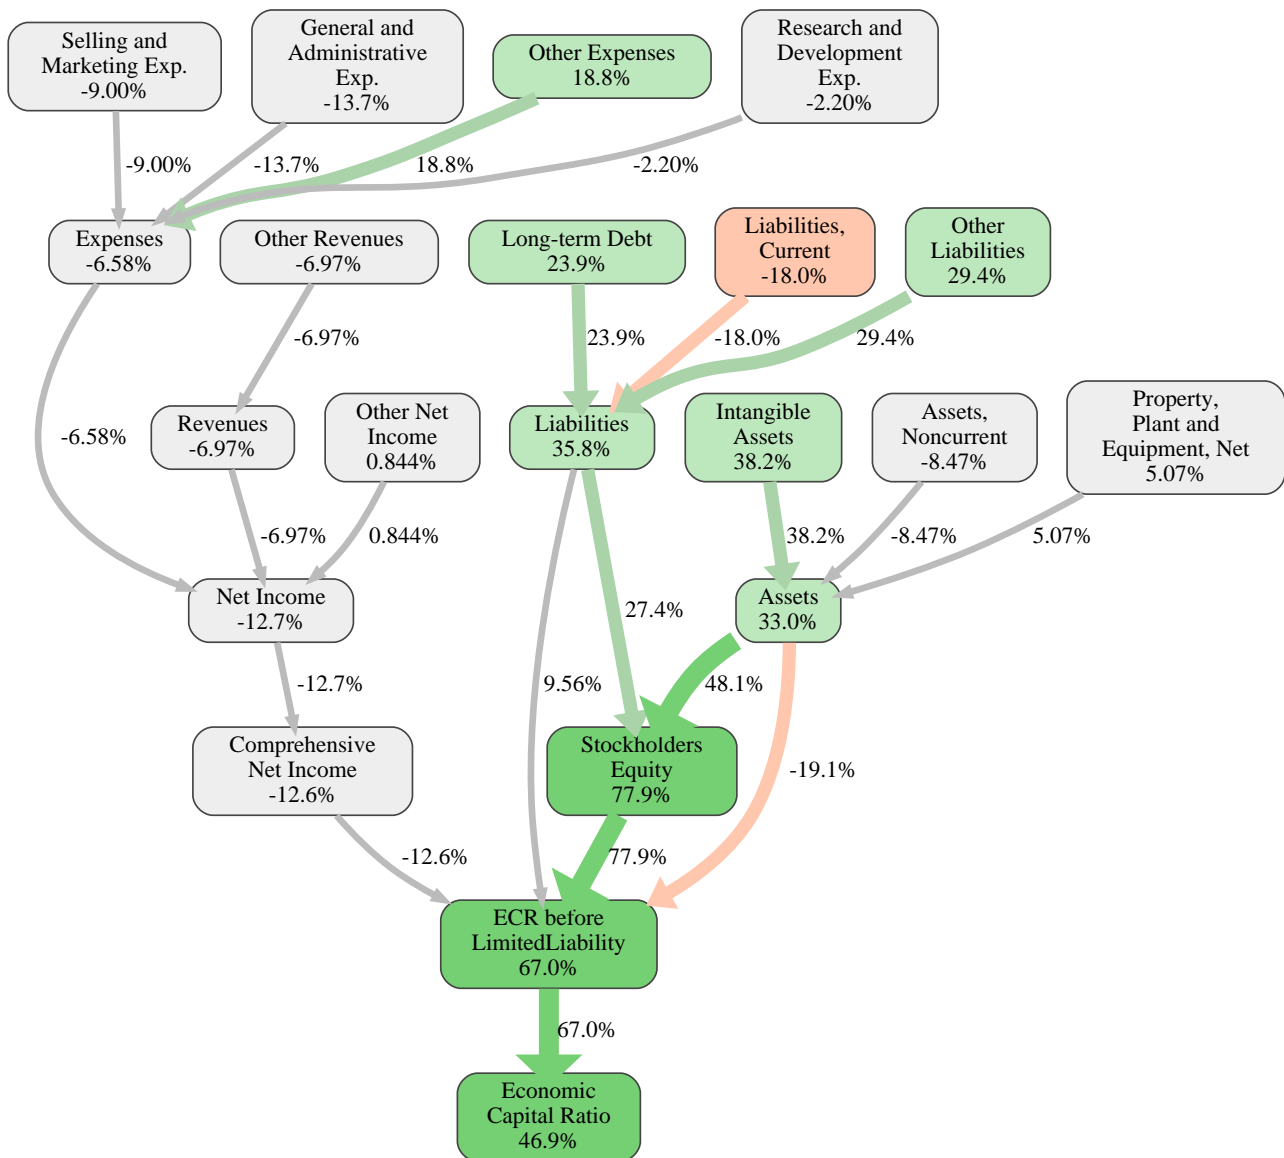 Selling and
Marketing Exp.
-9.00%
General and
Administrative
Exp.
-13.7%
Other Expenses
18.8%
Research and
Development
Exp.
-2.20%
-9.00%
-13.7%
18.8%
-2.20%
Expenses
-6.58%
Other Revenues
-6.97%
Long-term Debt
23.9%
Liabilities,
Current
-18.0%
Other
Liabilities
29.4%
-6.97%
23.9%
-18.0%
29.4%
-6.58%
Revenues
-6.97%
Other Net
Income
0.844%
Liabilities
35.8%
Intangible
Assets
38.2%
Assets,
Noncurrent
-8.47%
Property,
Plant and
Equipment, Net
5.07%
-6.97%
0.844%
38.2%
-8.47%
5.07%
Net Income
-12.7%
27.4%
Assets
33.0%
-12.7%
9.56%
48.1%
Comprehensive
Net Income
-12.6%
Stockholders
Equity
77.9%
-19.1%
-12.6%
77.9%
ECR before
LimitedLiability
67.0%
67.0%
Economic
Capital Ratio
46.9%